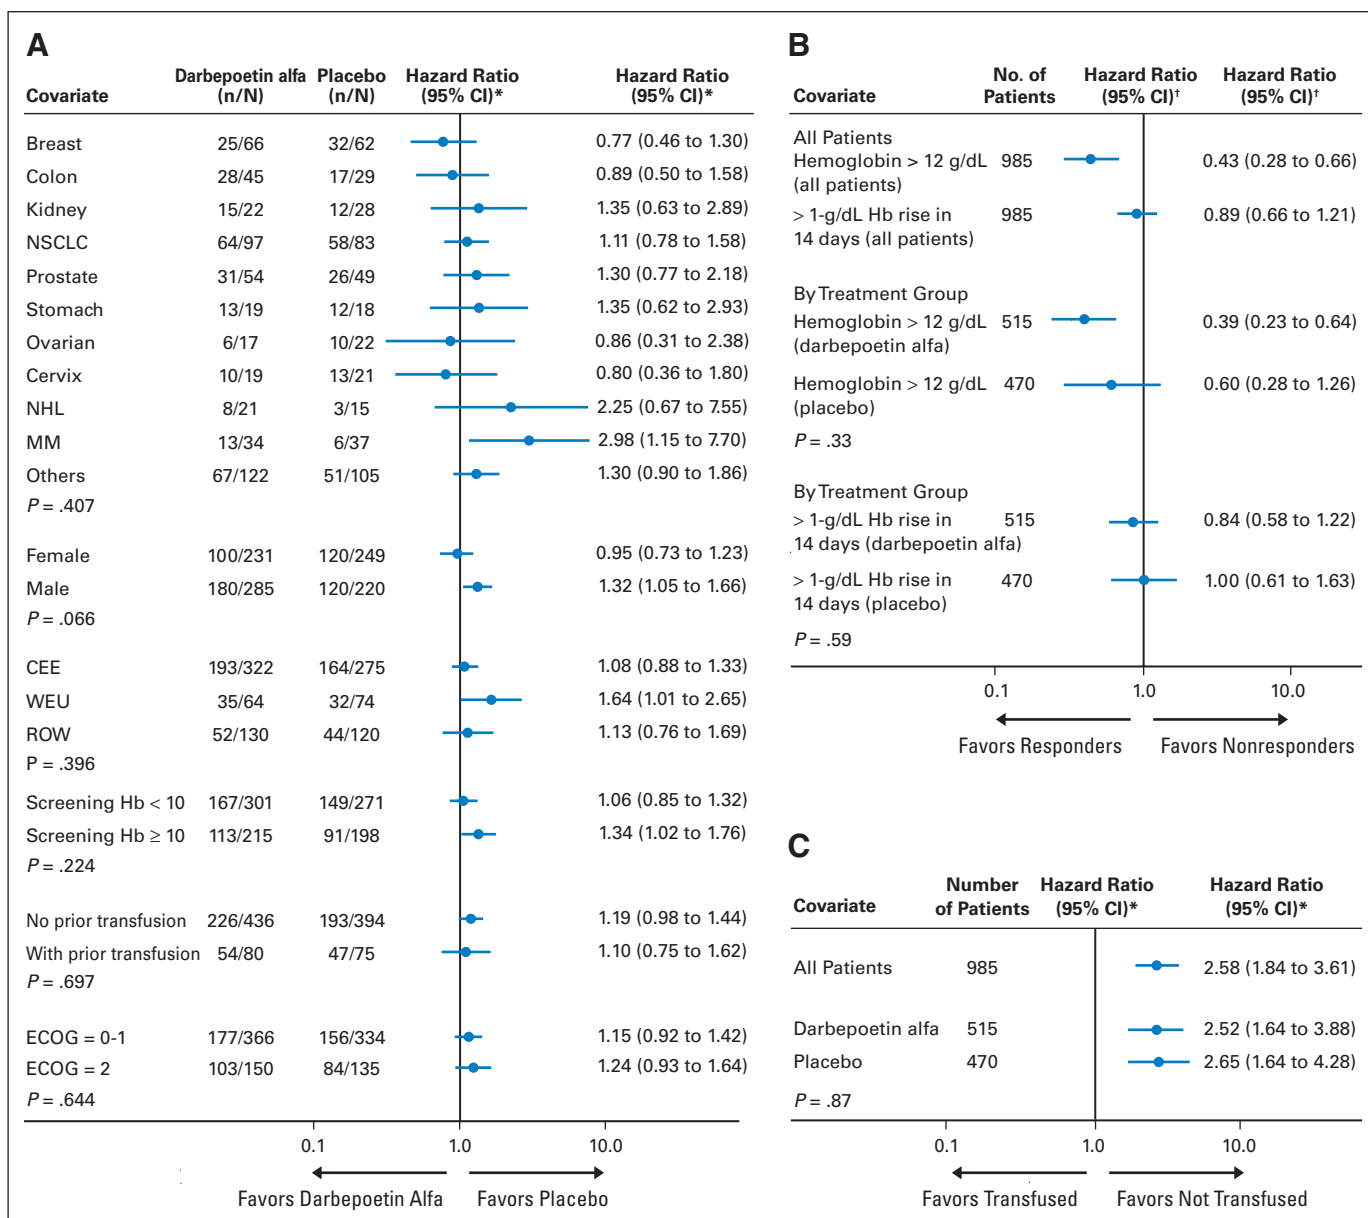 A
Darbepoetin alfa Placebo Hazard Ratio Hazard Ratio
Covariate (n/N) (n/N) (95% CI)* (95% CI)*
Breast 25/66 32/62 0.77 (0.46 to 1.30)
Colon 28/45 17/29 0.89 (0.50 to 1.58)
Kidney 15/22 12/28 1.35 (0.63 to 2.89)
NSCLC 64/97 58/83 1.11 (0.78 to 1.58)
Prostate 31/54 26/49 1.30 (0.77 to 2.18)
Stomach 13/19 12/18 1.35 (0.62 to 2.93)
Ovarian 6/17 10/22 0.86 (0.31 to 2.38)
Cervix 10/19 13/21 0.80 (0.36 to 1.80)
NHL 8/21 3/15 2.25 (0.67 to 7.55)
MM 13/34 6/37 2.98 (1.15 to 7.70)
Others 67/122 51/105 1.30 (0.90 to 1.86)
P = .407
Female 100/231 120/249 0.95 (0.73 to 1.23)
Male 180/285 120/220 1.32 (1.05 to 1.66)
P = .066
CEE 193/322 164/275 1.08 (0.88 to 1.33)
WEU 35/64 32/74 1.64 (1.01 to 2.65)
ROW 52/130 44/120 1.13 (0.76 to 1.69)
P = .396
Screening Hb < 10 167/301 149/271 1.06 (0.85 to 1.32)
Screening Hb ≥ 10 113/215 91/198 1.34 (1.02 to 1.76)
P = .224
No prior transfusion 226/436 193/394 1.19 (0.98 to 1.44)
With prior transfusion 54/80 47/75 1.10 (0.75 to 1.62)
P = .697
ECOG = 0-1 177/366 156/334 1.15 (0.92 to 1.42)
ECOG = 2 103/150 84/135 1.24 (0.93 to 1.64)
P = .644
0.1 1.0 10.0
Favors Darbepoetin Alfa Favors Placebo
B
No. of Hazard Ratio Hazard Ratio
Covariate Patients (95% CI)† (95% CI)†
All Patients
Hemoglobin > 12 g/dL 985 0.43 (0.28 to 0.66)
(all patients)
> 1-g/dL Hb rise in 985 0.89 (0.66 to 1.21)
14 days (all patients)
By Treatment Group
Hemoglobin > 12 g/dL 515 0.39 (0.23 to 0.64)
(darbepoetin alfa)
Hemoglobin > 12 g/dL 470 0.60 (0.28 to 1.26)
(placebo)
P = .33
By Treatment Group
> 1-g/dL Hb rise in 515 0.84 (0.58 to 1.22)
14 days (darbepoetin alfa)
> 1-g/dL Hb rise in 470 1.00 (0.61 to 1.63)
14 days (placebo)
P = .59
0.1 1.0 10.0
Favors Responders Favors Nonresponders
C
Number Hazard Ratio Hazard Ratio
Covariate of Patients (95% CI)* (95% CI)*
All Patients 985 2.58 (1.84 to 3.61)
Darbepoetin alfa 515 2.52 (1.64 to 3.88)
Placebo 470 2.65 (1.64 to 4.28)
P = .87
0.1 1.0 10.0
Favors Transfused Favors Not Transfused